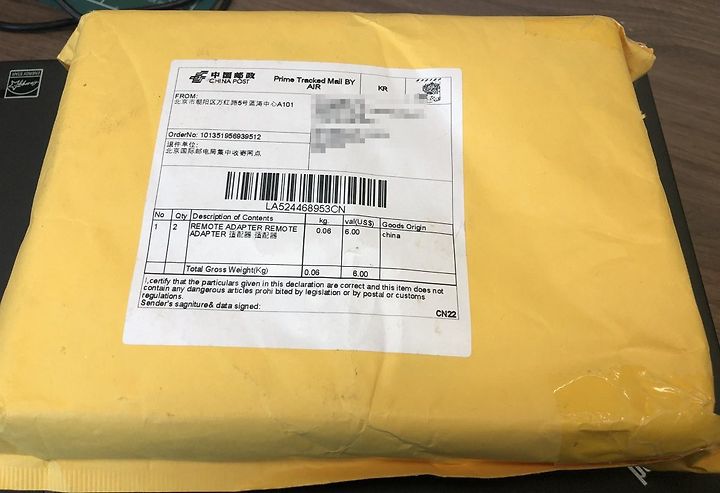 中国邮政
CHINA POST
Prime Tracked Mail BY
AIR
KR
FROM:
北京市朝阳区万红路5号蓝涛中心A101
OrderNo: 101351956939512
退件单位:
北京国际邮电局集中收寄网点
LA524468953CN
No Qty Description of Contents kg. val(US$) Goods Origin
1 2 REMOTE ADAPTER REMOTE 0.06 6.00 china
ADAPTER 适配器 适配器
Total Gross Weight(Kg) 0.06 6.00
I,certify that the particulars given in this declaration are correct and this item does not
contain any dangerous articles prohi bited by legislation or by postal or customs
regulations.
Sender's sagniture& data signed:
CN22